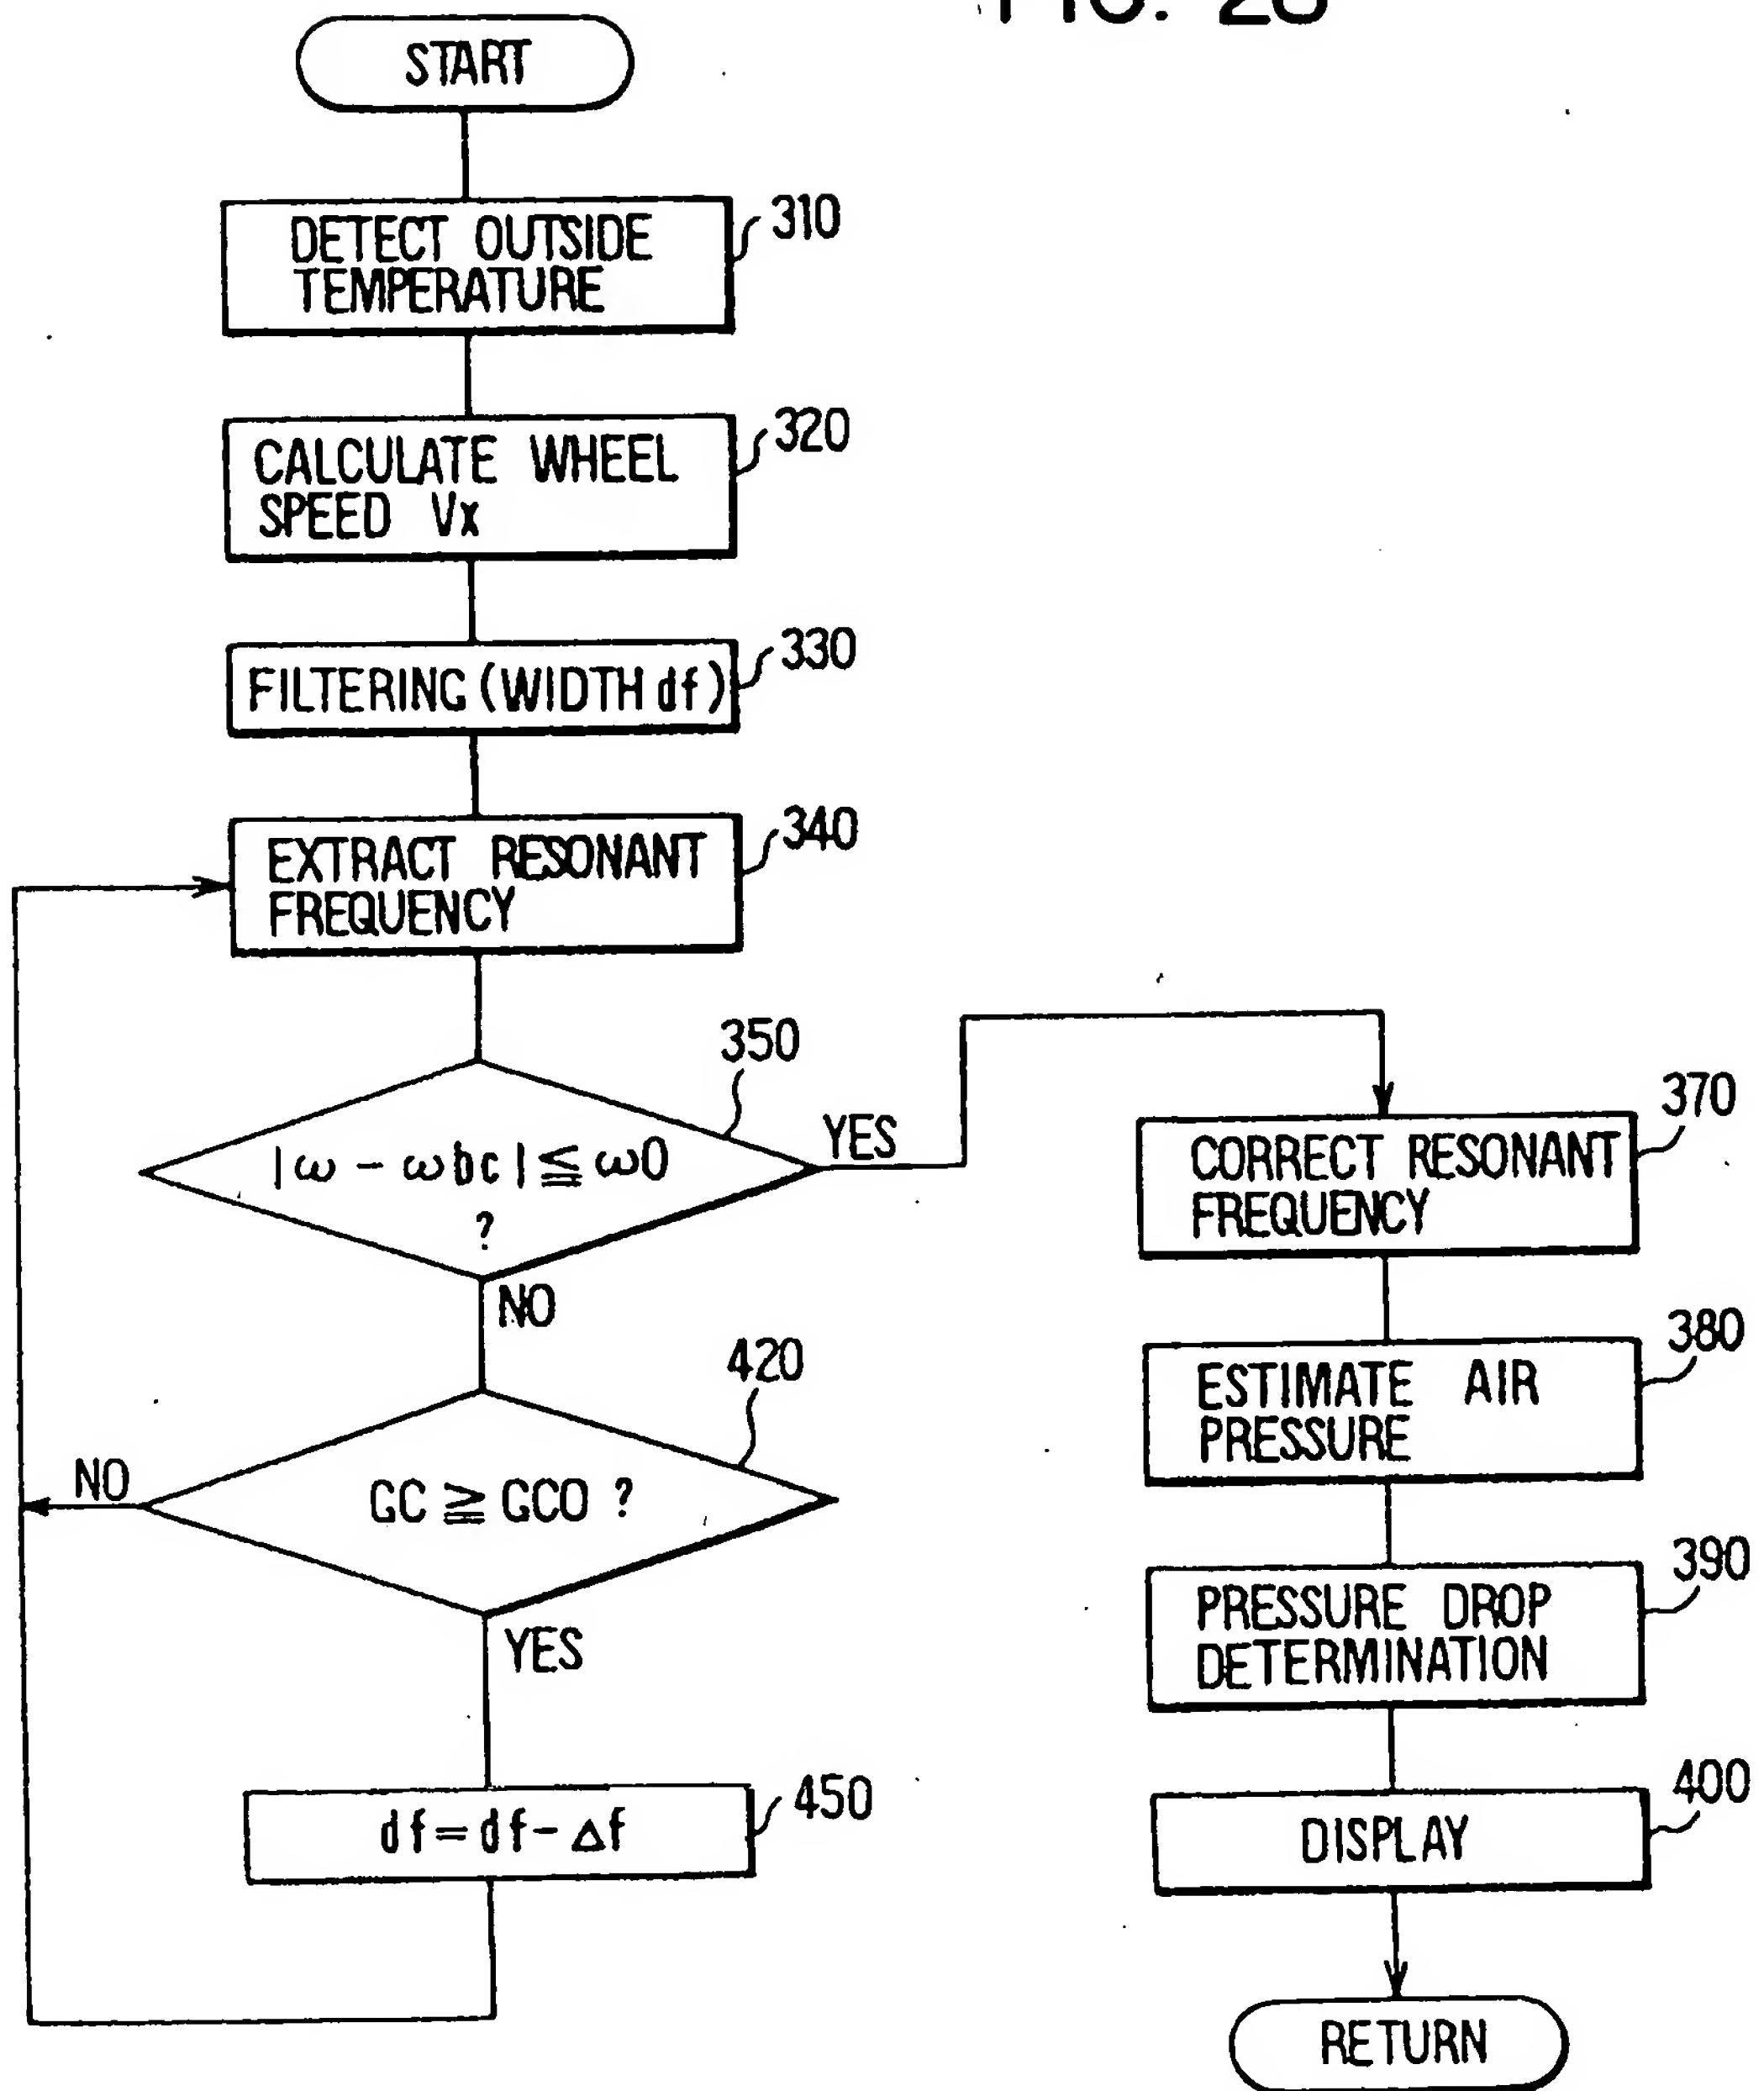 START
DETECT OUTSIDE
TEMPERATURE
310
CALCULATE WHEEL
SPEED Vx
320
FILTERING (WIDTH df)
330
EXTRACT RESONANT
FREQUENCY
340
350
|ω - ωbc| ≦ ω0
?
YES
NO
420
GC ≧ GCO ?
NO
YES
df=df-Δf
450
CORRECT RESONANT
FREQUENCY
370
ESTIMATE AIR
PRESSURE
380
PRESSURE DROP
DETERMINATION
390
DISPLAY
400
RETURN